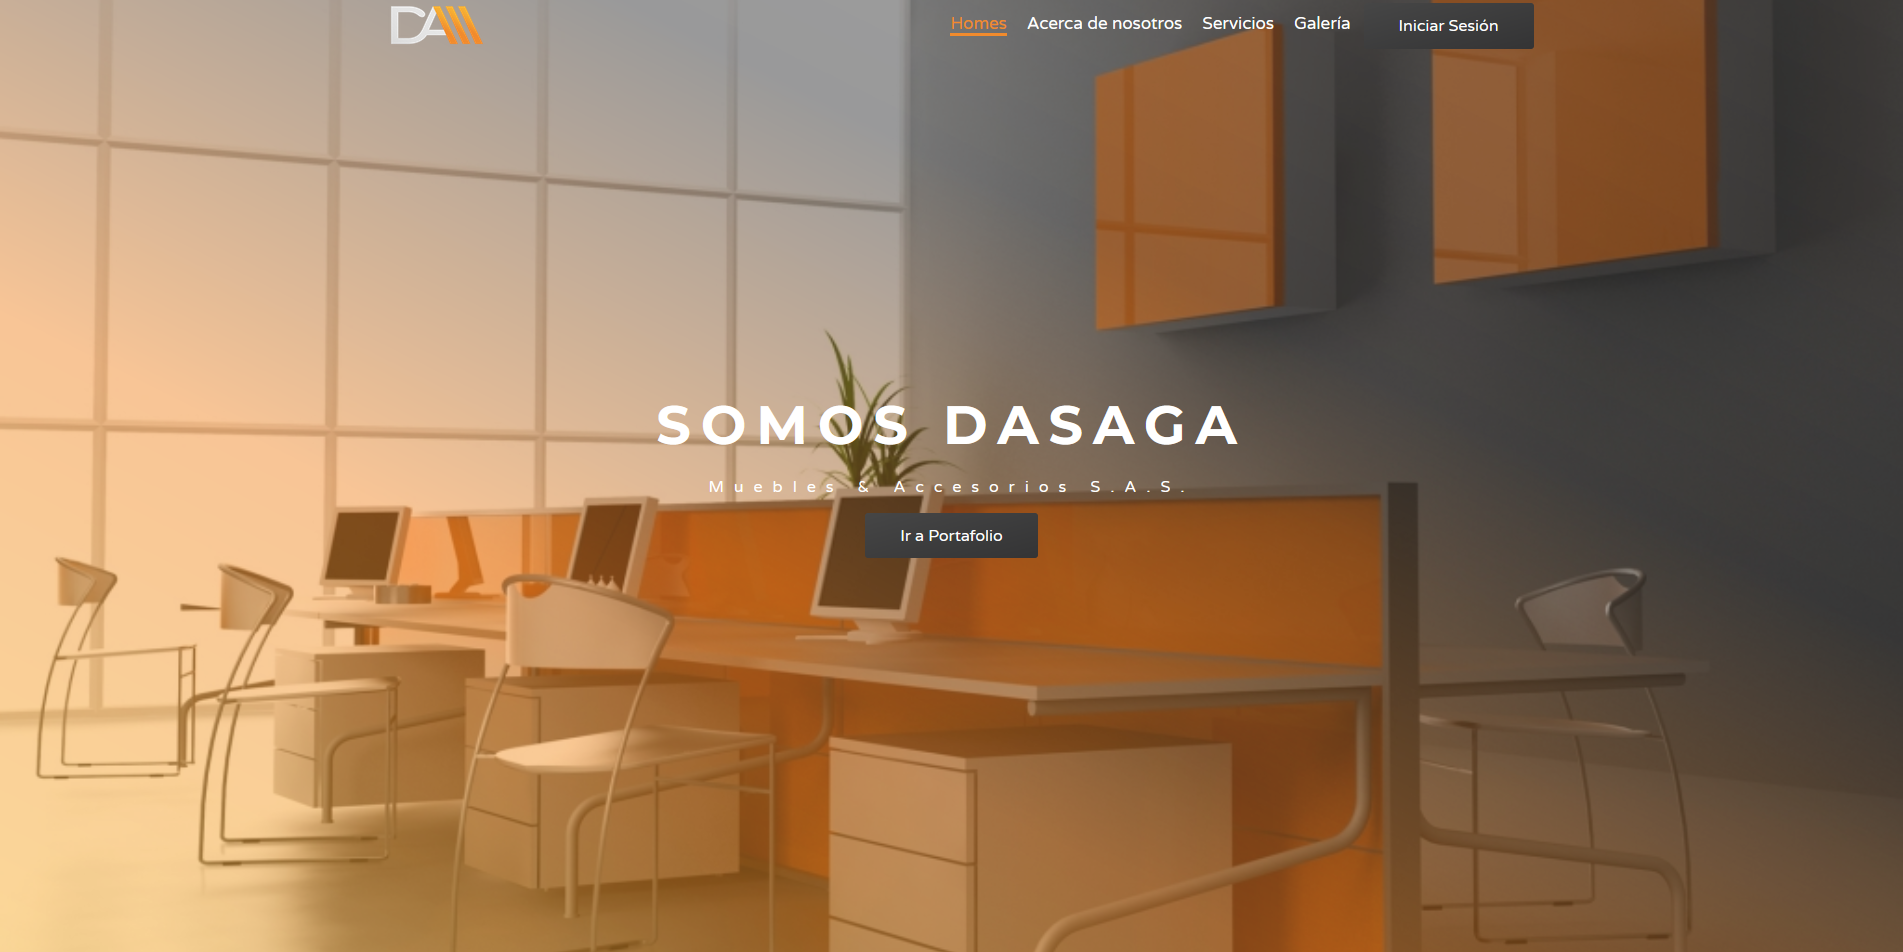 DA
Homes Acerca de nosotros Servicios Galería Iniciar Sesión
SOMOS DASAGA
Muebles & Accesorios S.A.S.
Ir a Portafolio